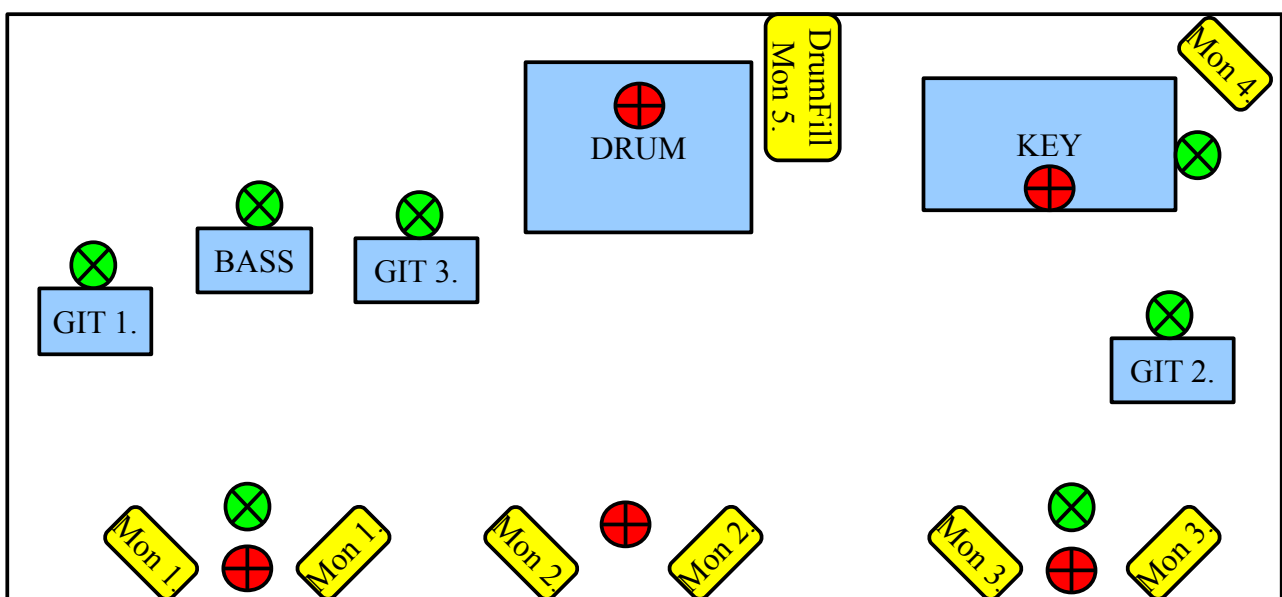 DrumFill
Mon 5.
Mon 4.
DRUM
KEY
BASS
GIT 3.
GIT 1.
GIT 2.
Mon 1.
Mon 1.
Mon 2.
Mon 2.
Mon 3.
Mon 3.